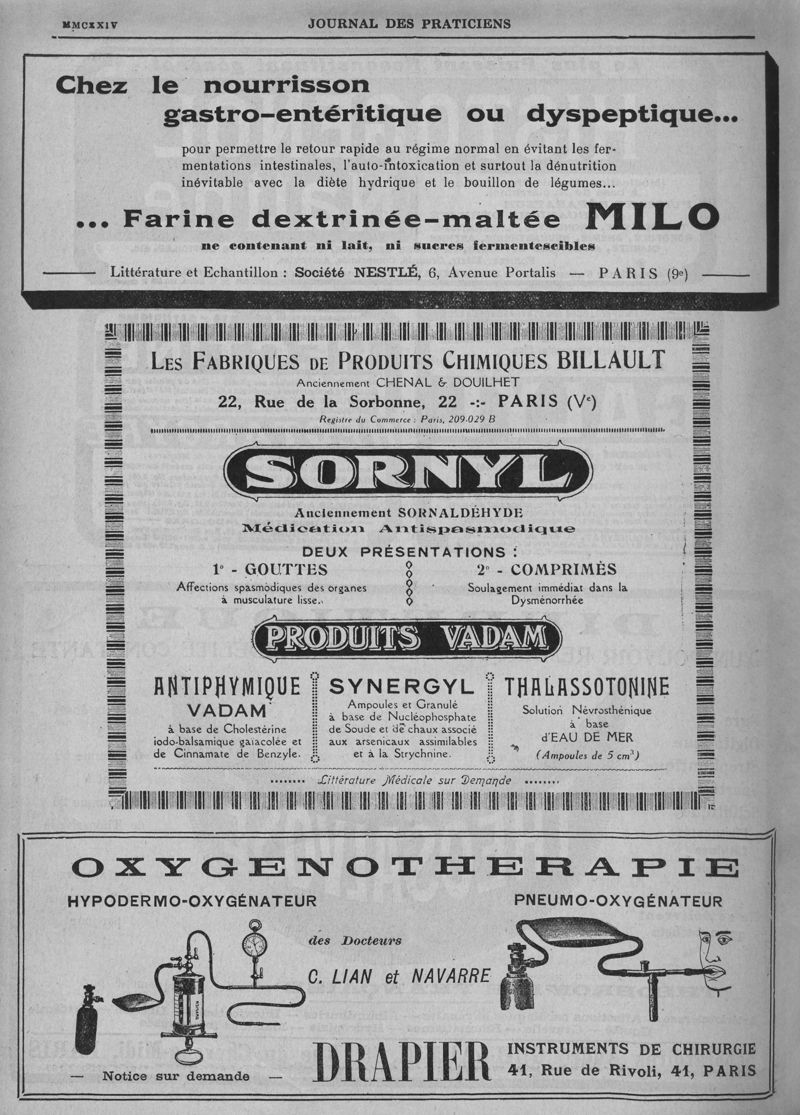 MMCXXIV
JOURNAL DES PRATICIENS
Chez le nourrisson
gastro-entéritique ou dyspeptique...
pour permettre le retour rapide au régime normal en évitant les fer-
mentations intestinales, l'auto-intoxication et surtout la dénutrition
inévitable avec la diète hydrique et le bouillon de légumes...
... Farine dextrinée-maltée MILO
ne contenant ni lait, ni sucres fermentescibles
Littérature et Echantillon : Société NESTLÉ, 6, Avenue Portalis — PARIS (9e)
LES FABRIQUES DE PRODUITS CHIMIQUES BILLAULT
Anciennement CHENAL & DOUILHET
22, Rue de la Sorbonne, 22 -:- PARIS (Ve)
Registre du Commerce : Paris, 209.029 B
SORNYL
Anciennement SORNALDÉHYDE
Médication Antispasmodique
DEUX PRÉSENTATIONS :
1° - GOUTTES
Affections spasmodiques des organes
à musculature lisse.
2° - COMPRIMÉS
Soulagement immédiat dans la
Dysménorrhée
PRODUITS VADAM
ANTIPHYMIQUE
VADAM
à base de Cholestérine
iodo-balsamique gaïacolée et
de Cinnamate de Benzyle.
SYNERGYL
Ampoules et Granulé
à base de Nucléophosphate
de Soude et de chaux associé
aux arsenicaux assimilables
et à la Strychnine.
THALASSOTONINE
Solution Névrosthénique
à base
d'EAU DE MER
(Ampoules de 5 cm³)
........ Littérature Médicale sur Demande ........
OXYGENOTHERAPIE
HYPODERMO-OXYGÉNATEUR
PNEUMO-OXYGÉNATEUR
des Docteurs
C. LIAN et NAVARRE
— Notice sur demande —
DRAPIER
INSTRUMENTS DE CHIRURGIE
41, Rue de Rivoli, 41, PARIS